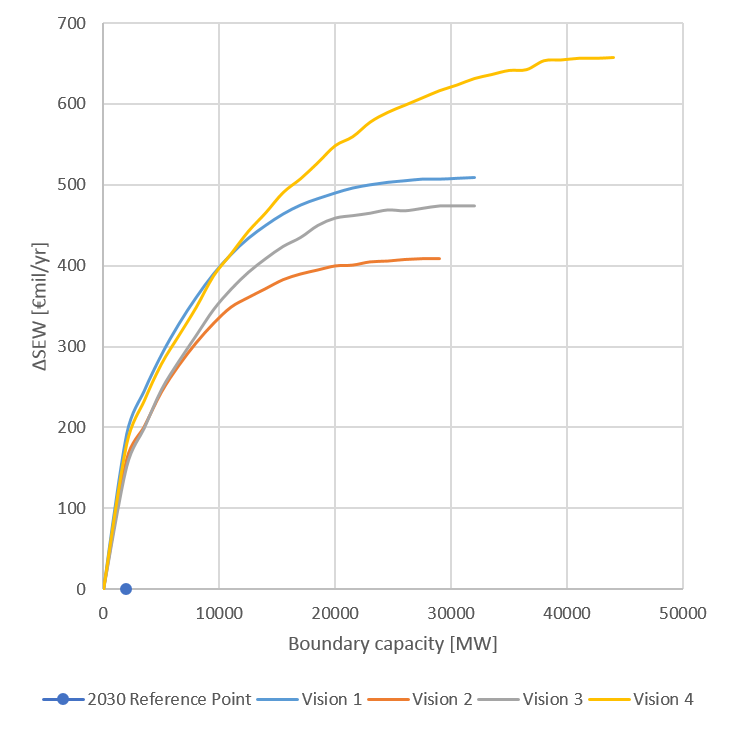 700
600
500
400
300
200
100
0
ΔSEW [€mil/yr]
0 10000 20000 30000 40000 50000
Boundary capacity [MW]
2030 Reference Point Vision 1 Vision 2 Vision 3 Vision 4